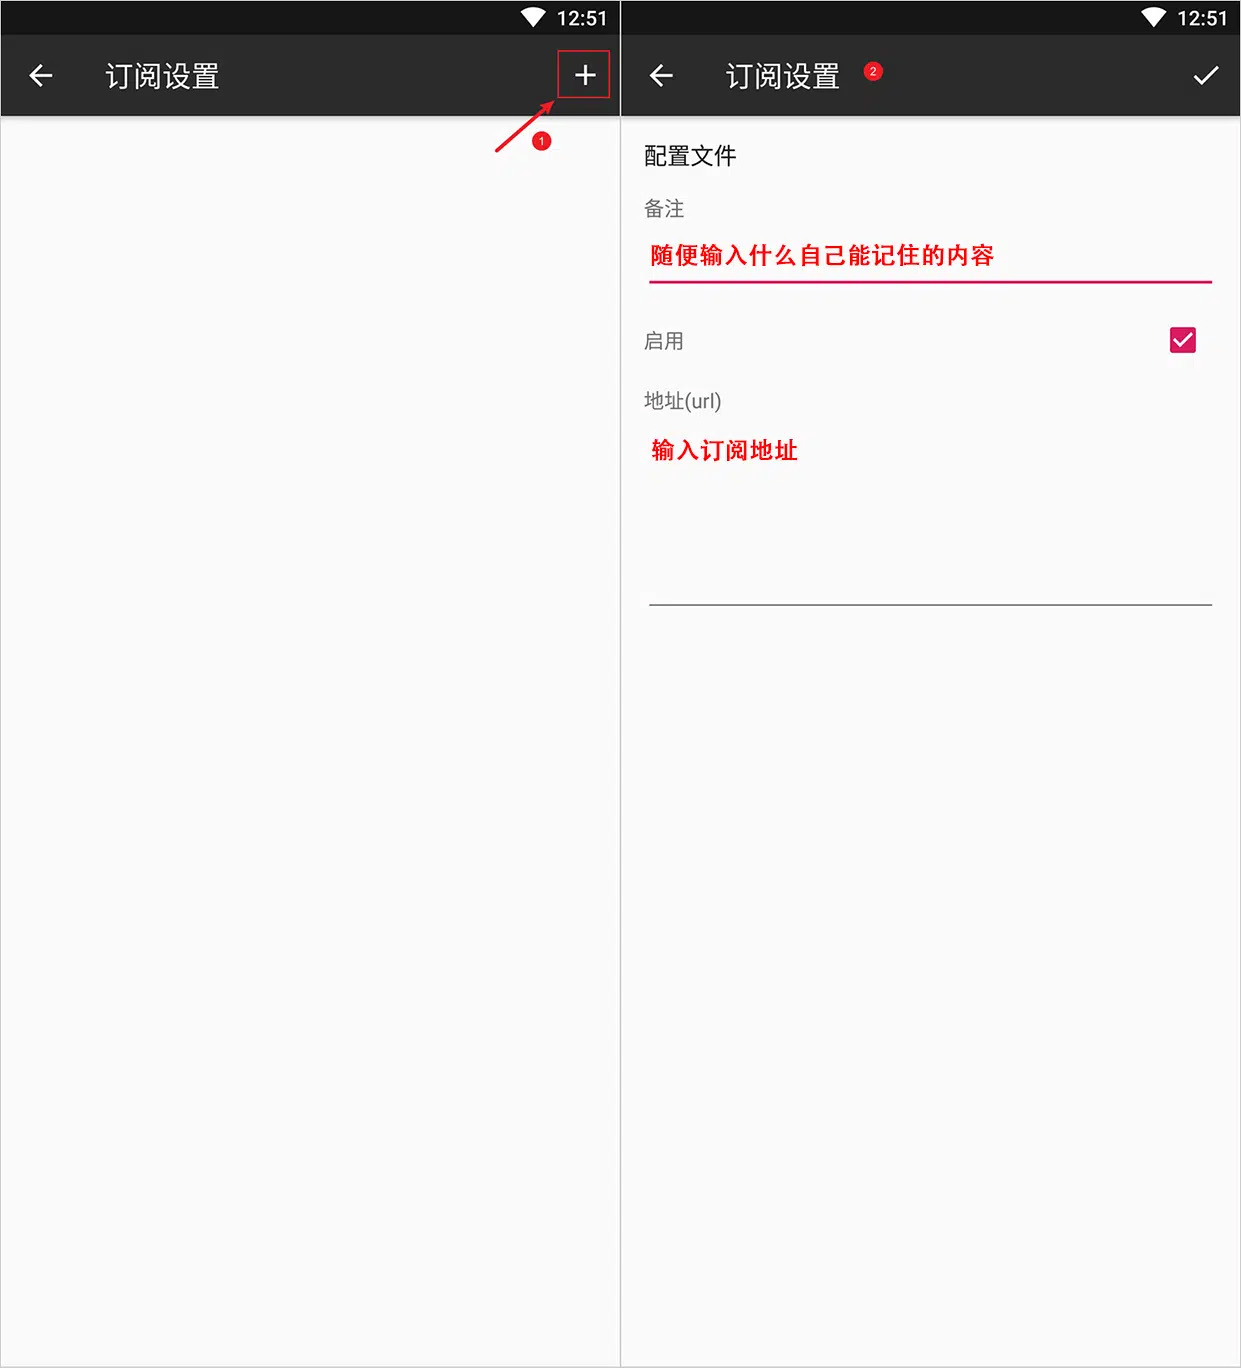 12:51
订阅设置
1
12:51
订阅设置 2
配置文件
备注
随便输入什么自己能记住的内容
启用
地址(url)
输入订阅地址